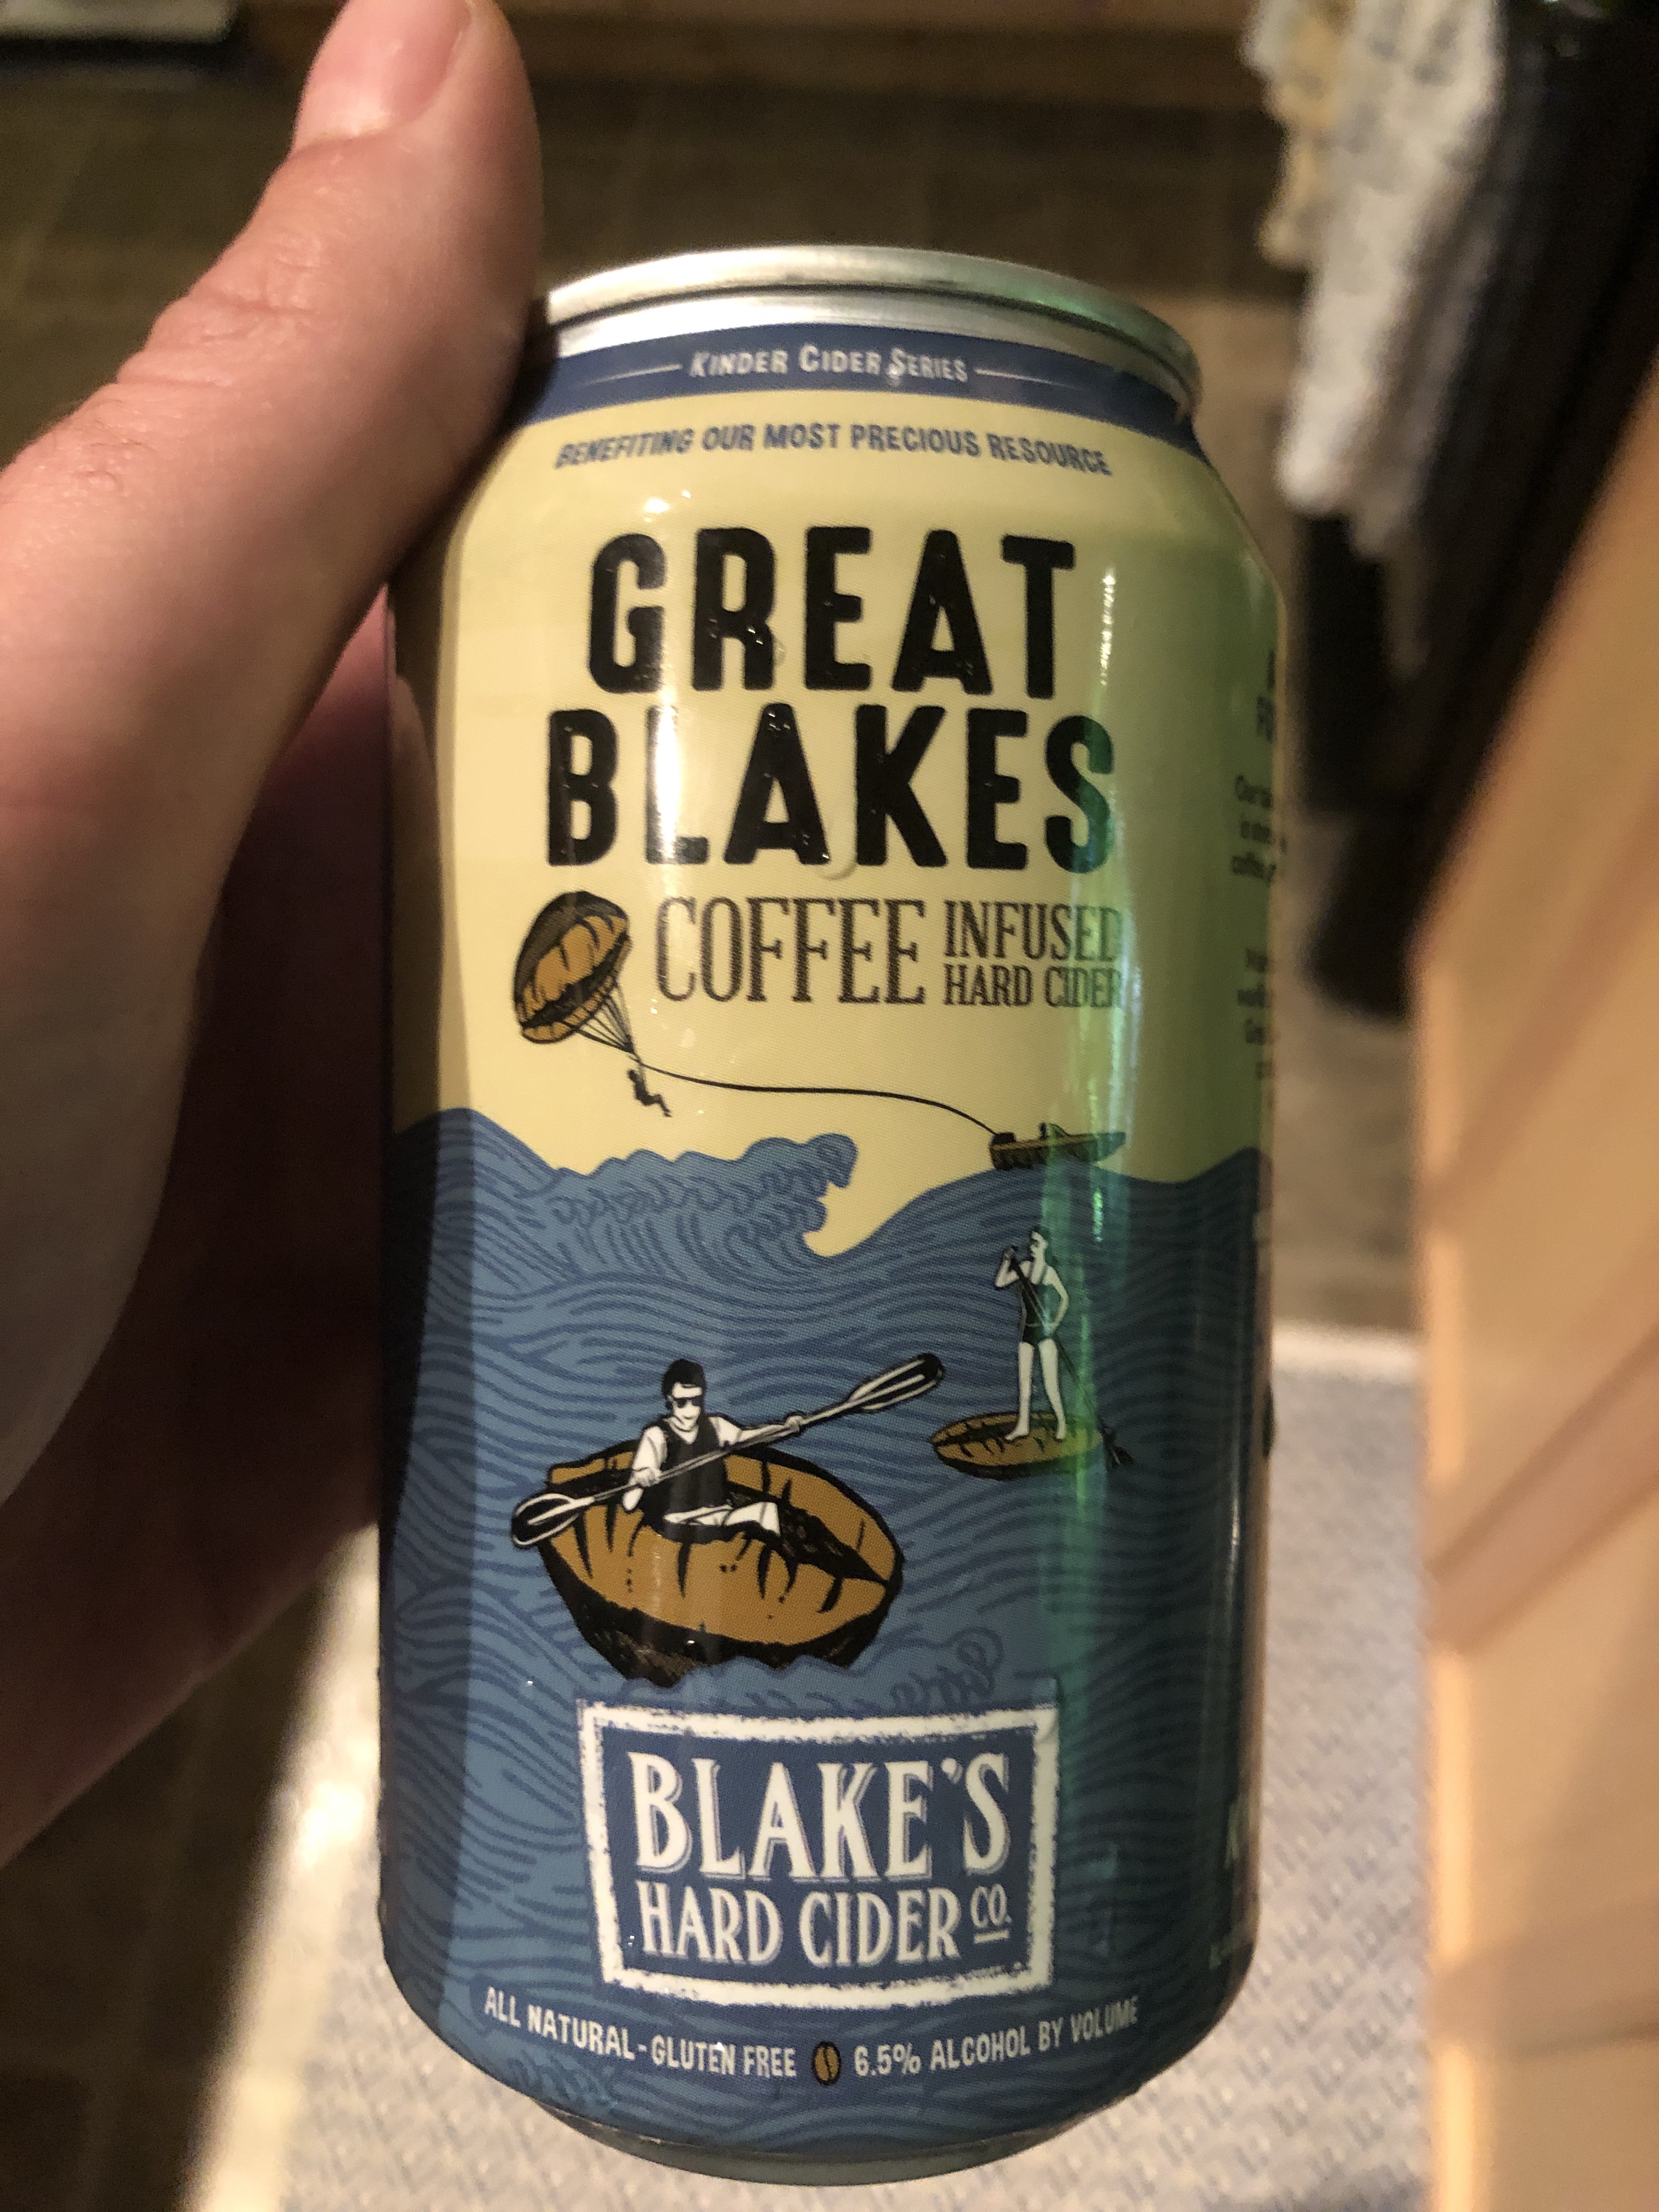 KINDER CIDER SERIES
BENEFITING OUR MOST PRECIOUS RESOURCE
GREAT
BLAKES
COFFEE INFUSED
HARD CIDER
BLAKE'S
HARD CIDER CO.
ALL NATURAL-GLUTEN FREE 6.5% ALCOHOL BY VOLUME